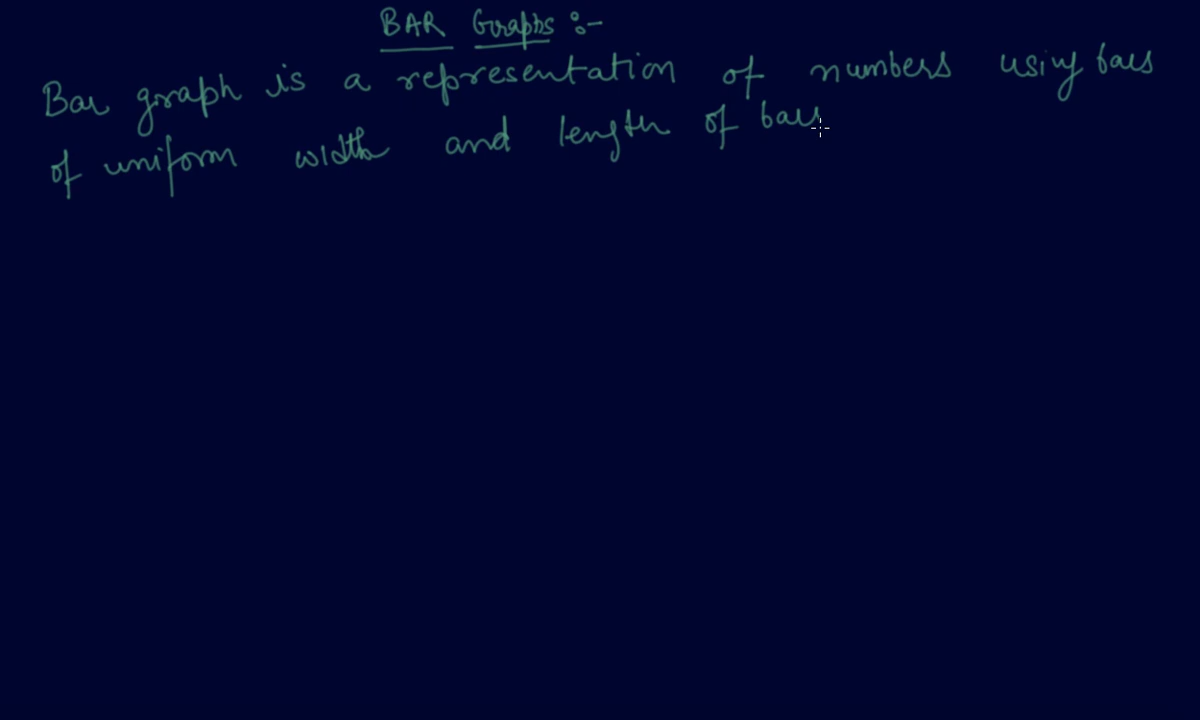 BAR Graphs :-
Bar graph is a representation of numbers using bars
of uniform width and length of bars